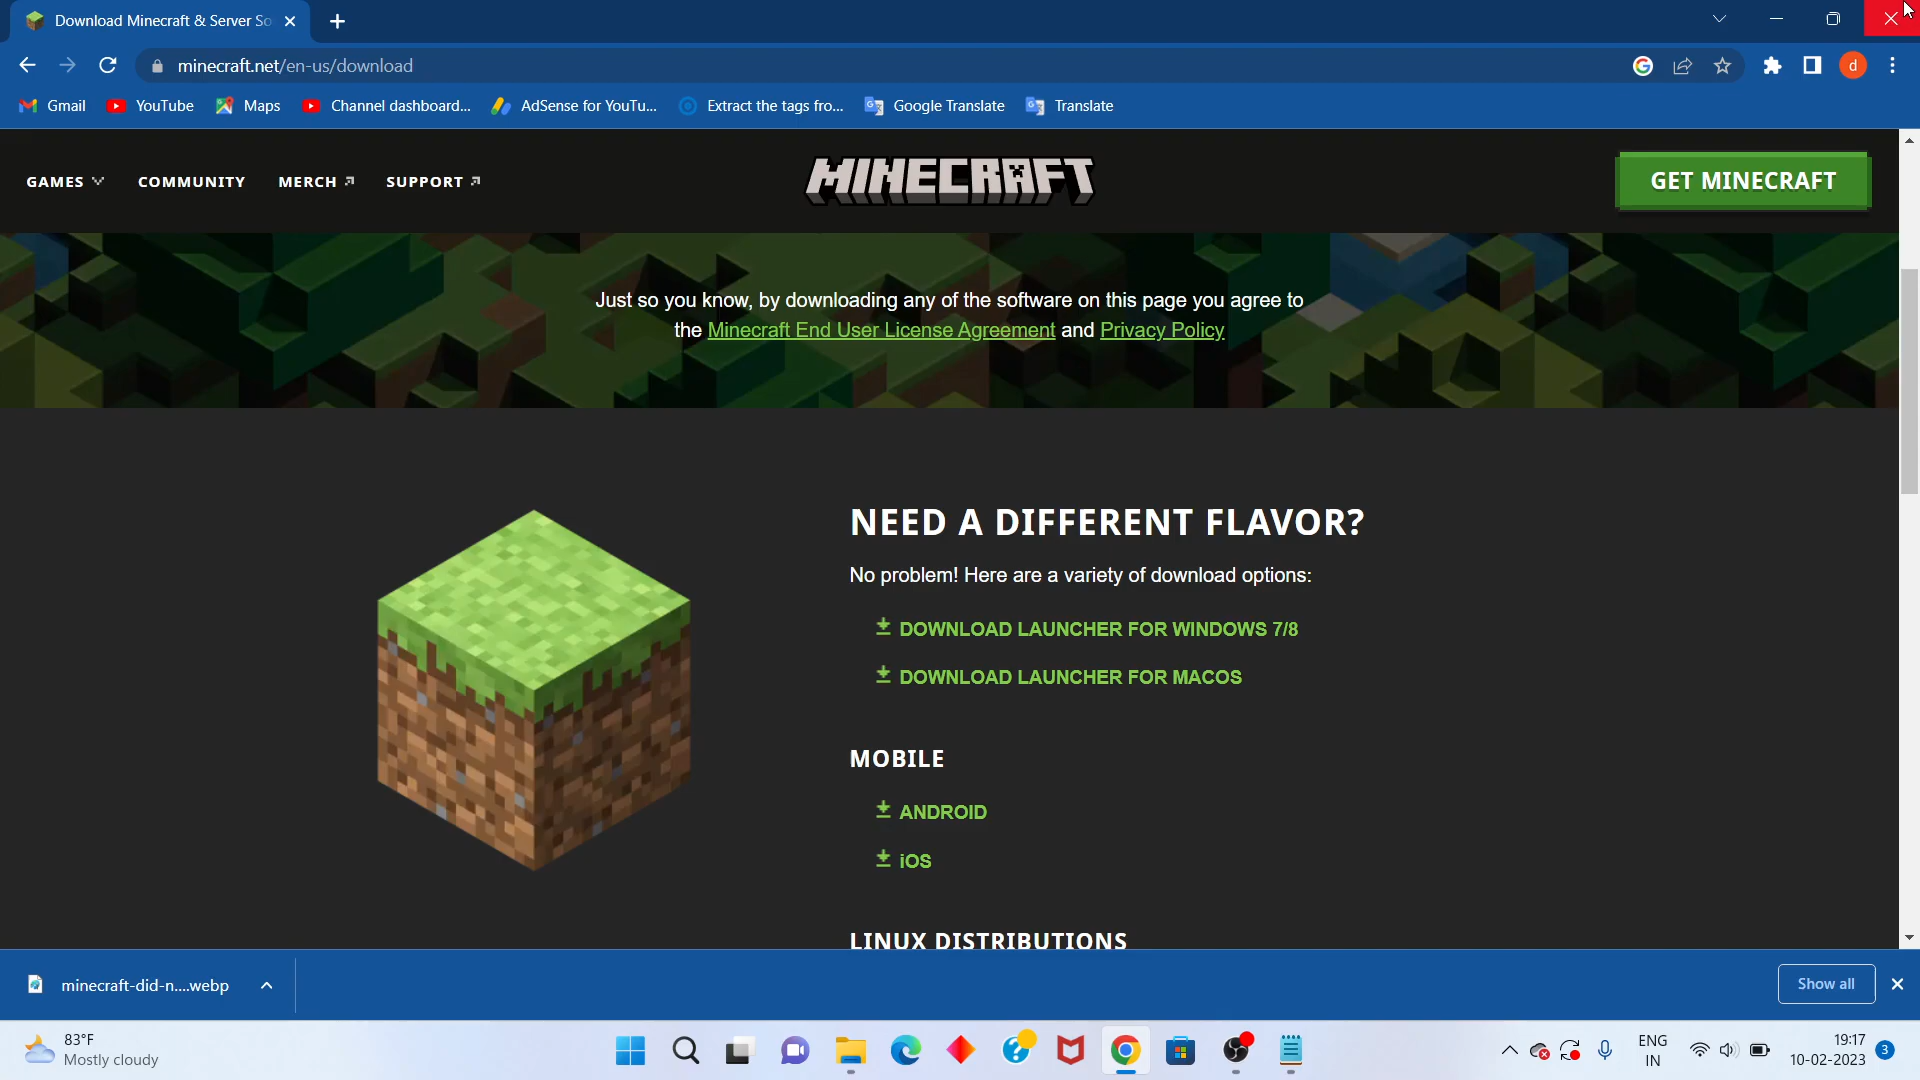 Download Minecraft & Server So
minecraft.net/en-us/download
d
Gmail
YouTube
Maps
Channel dashboard...
AdSense for YouTu...
Extract the tags fro...
Google Translate
Translate
GAMES
COMMUNITY
MERCH
SUPPORT
MINECRAFT
GET MINECRAFT
Just so you know, by downloading any of the software on this page you agree to
the Minecraft End User License Agreement and Privacy Policy
NEED A DIFFERENT FLAVOR?
No problem! Here are a variety of download options:
DOWNLOAD LAUNCHER FOR WINDOWS 7/8
DOWNLOAD LAUNCHER FOR MACOS
MOBILE
ANDROID
iOS
LINUX DISTRIBUTIONS
minecraft-did-n....webp
Show all
83°F
Mostly cloudy
ENG
IN
19:17
10-02-2023
3